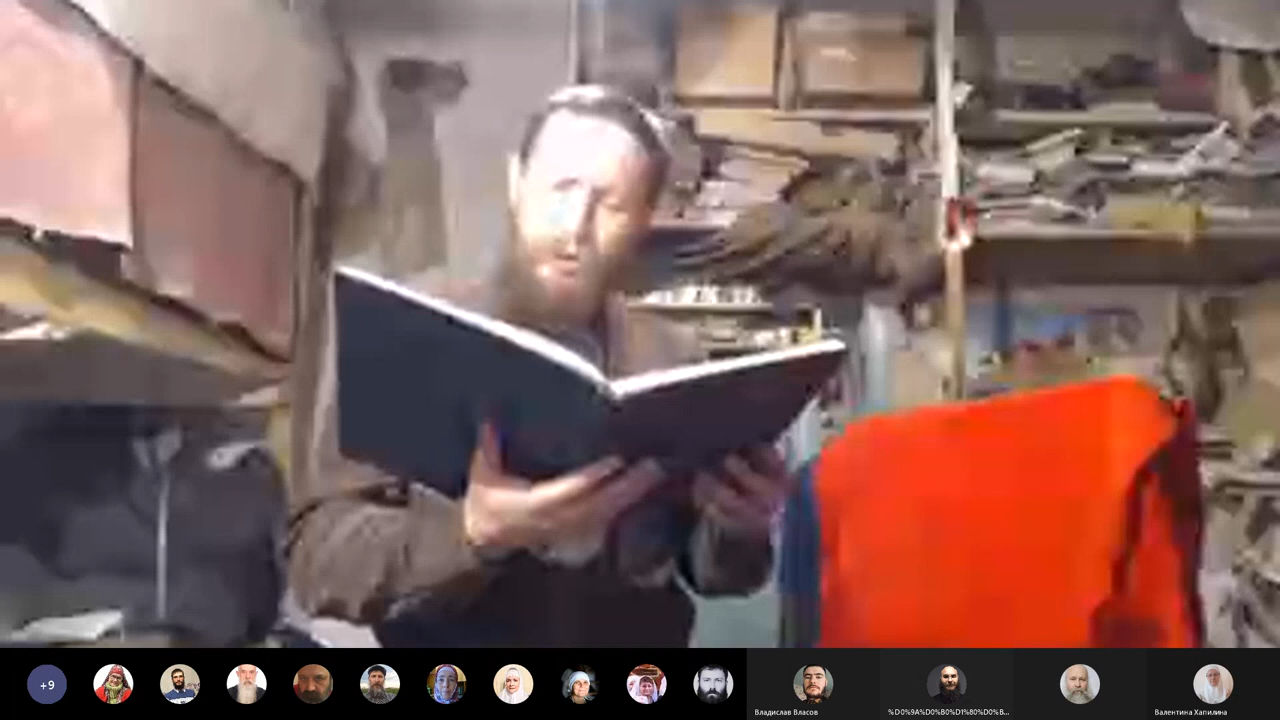 +9
Владислав Власов
%D0%9A%D0%B0%D1%80%D0%B...
Валентина Хапилина